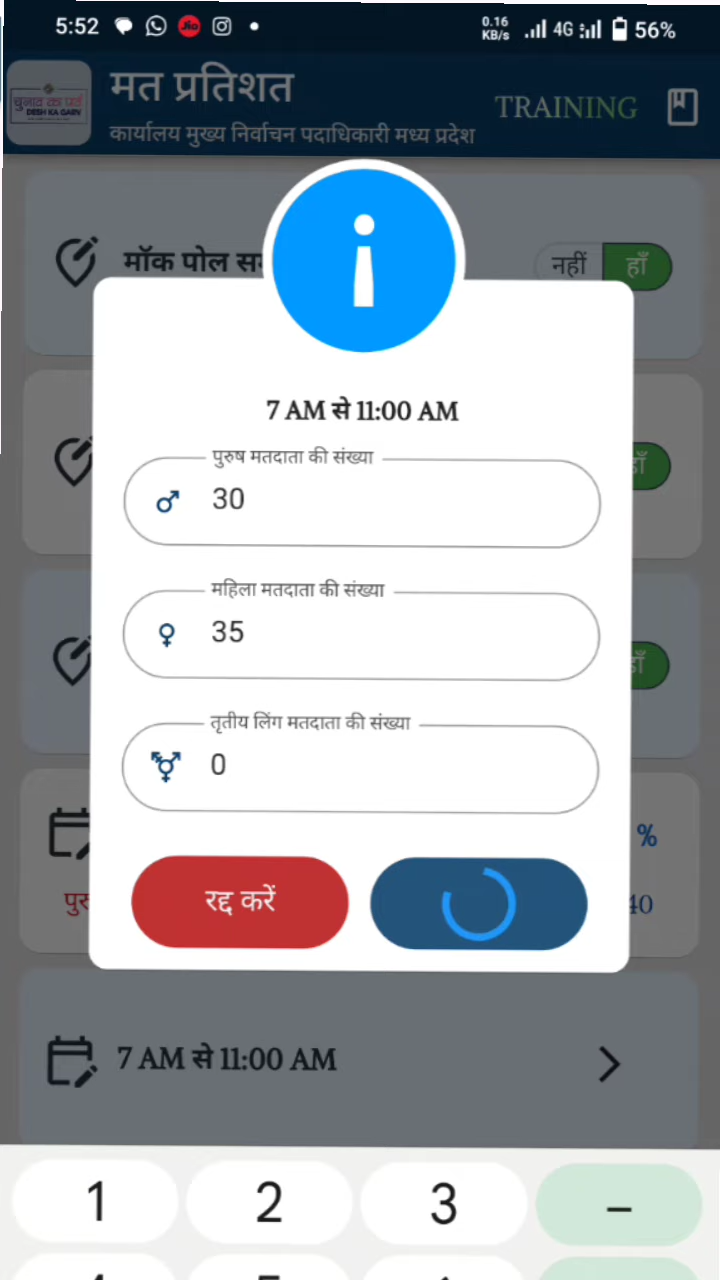 5:52
0.16 KB/s 4G 56%
चुनाव का पर्व
DESH KA GARV
मत प्रतिशत
TRAINING
कार्यालय मुख्य निर्वाचन पदाधिकारी मध्य प्रदेश
मॉक पोल
नहीं हाँ
7 AM से 11:00 AM
पुरुष मतदाता की संख्या
30
महिला मतदाता की संख्या
35
तृतीय लिंग मतदाता की संख्या
0
%
रद्द करें
40
7 AM से 11:00 AM
1 2 3 –